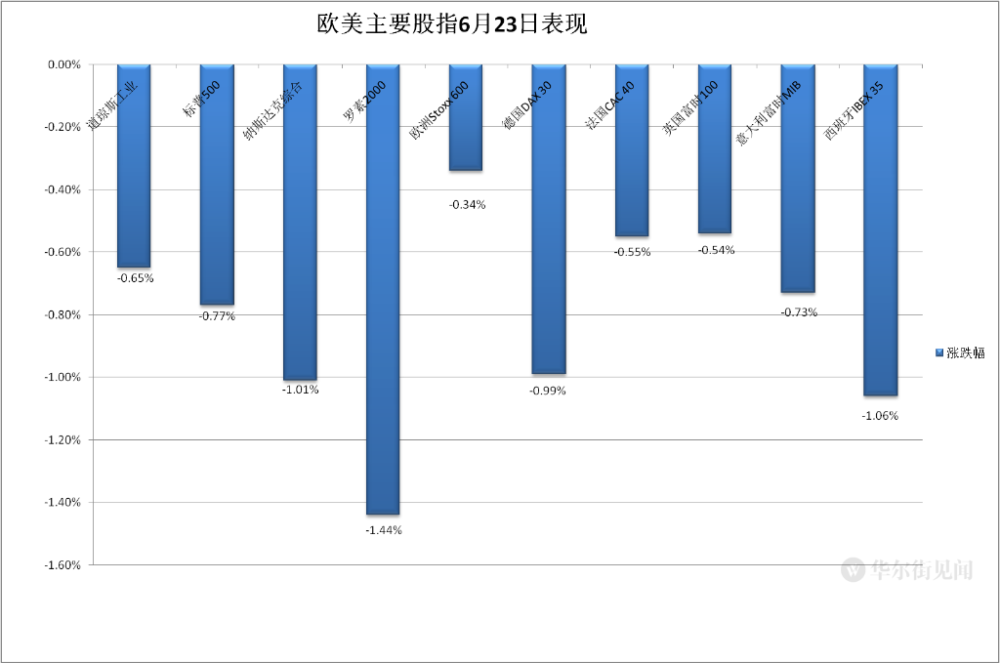 欧美主要股指6月23日表现
0.00%
-0.20%
-0.40%
-0.60%
-0.80%
-1.00%
-1.20%
-1.40%
-1.60%
道琼斯工业
标普500
纳斯达克综合
罗素2000
欧洲Stoxx 600
德国DAX 30
法国CAC 40
英国富时100
意大利富时MIB
西班牙IBEX 35
-0.65%
-0.77%
-1.01%
-1.44%
-0.34%
-0.99%
-0.55%
-0.54%
-0.73%
-1.06%
涨跌幅
华尔街见闻